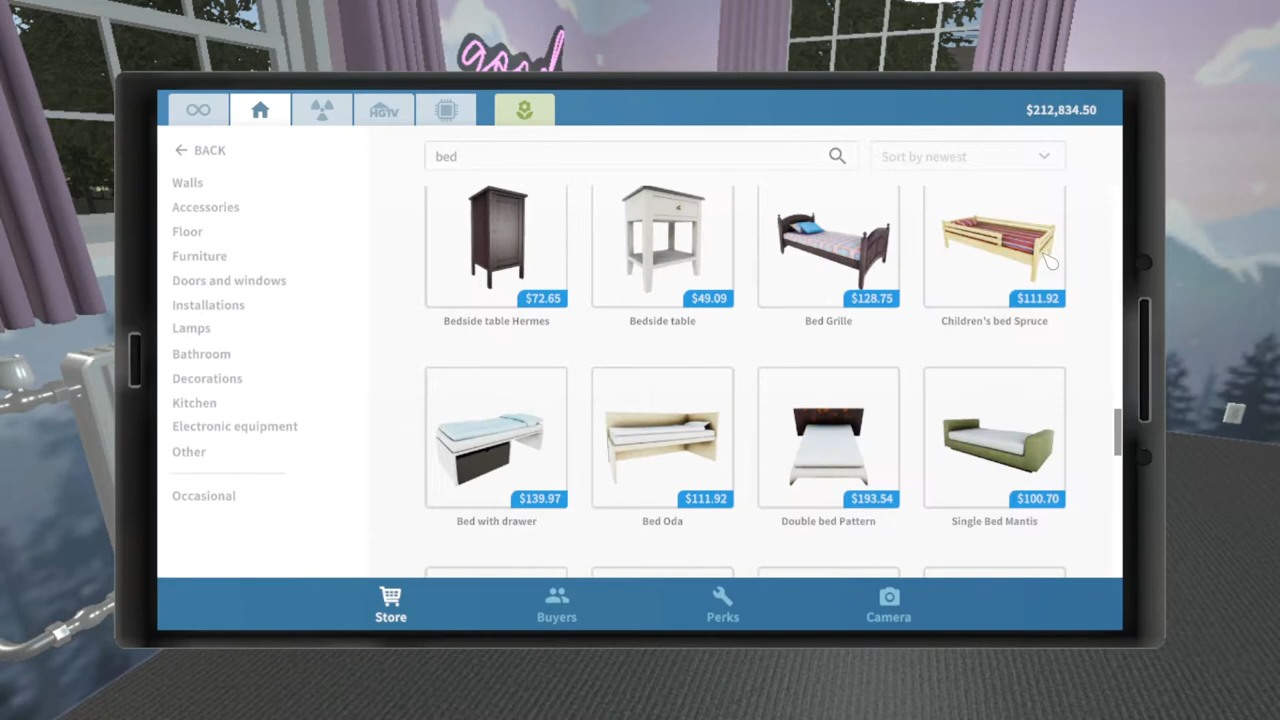 good
HGTV
$212,834.50
BACK
bed
Sort by newest
Walls
Accessories
Floor
Furniture
Doors and windows
Installations
Lamps
Bathroom
Decorations
Kitchen
Electronic equipment
Other
Occasional
$72.65
$49.09
$128.75
$111.92
Bedside table Hermes
Bedside table
Bed Grille
Children's bed Spruce
$139.97
$111.92
$193.54
$100.70
Bed with drawer
Bed Oda
Double bed Pattern
Single Bed Mantis
Store
Buyers
Perks
Camera